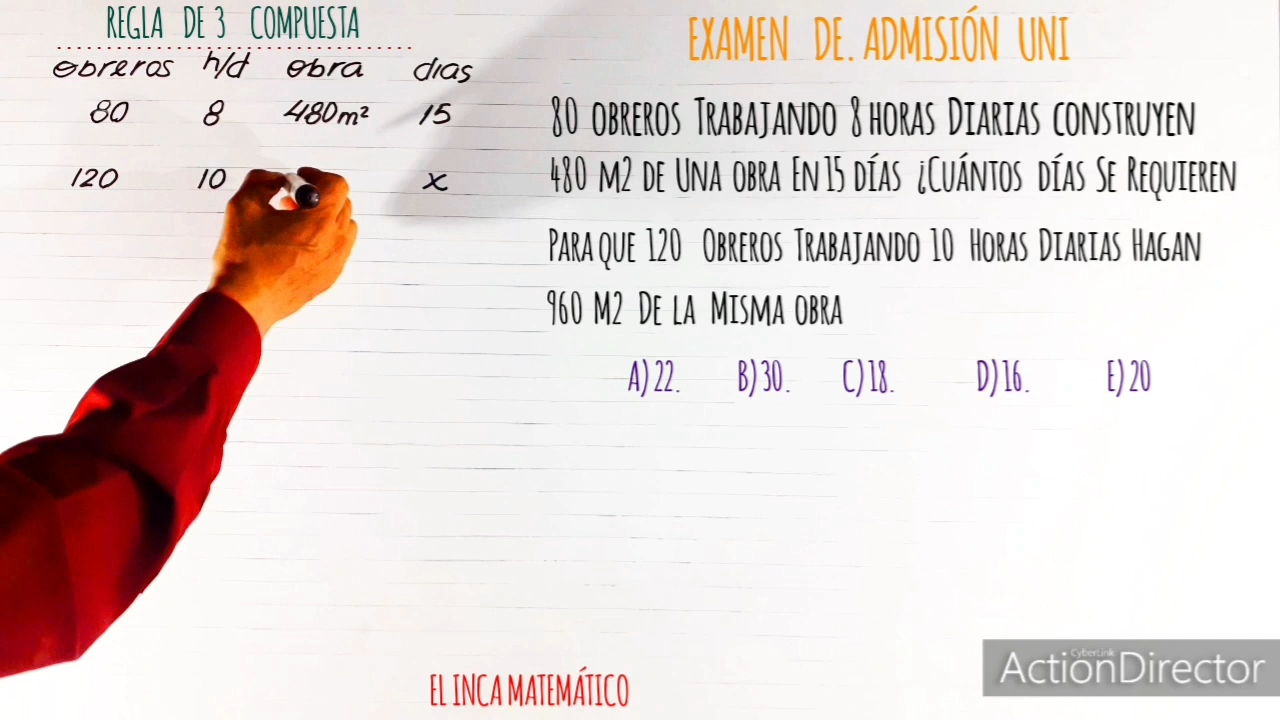 REGLA DE 3 COMPUESTA
obreros h/d obra dias
80 8 480m² 15
120 10 x
EXAMEN DE. ADMISIÓN UNI
80 OBREROS TRABAJANDO 8 HORAS DIARIAS CONSTRUYEN
480 M2 DE UNA OBRA EN 15 DÍAS ¿CUÁNTOS DÍAS SE REQUIEREN
PARA QUE 120 OBREROS TRABAJANDO 10 HORAS DIARIAS HAGAN
960 M2 DE LA MISMA OBRA
A) 22. B) 30. C) 18. D) 16. E) 20
EL INCA MATEMÁTICO
CyberLink
ActionDirector